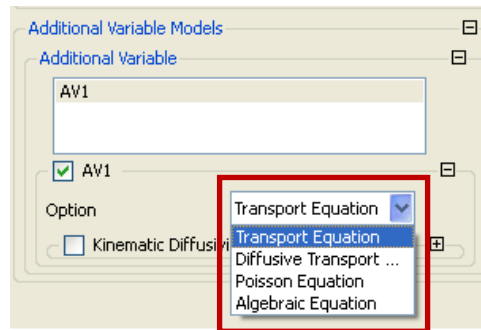 Additional Variable Models
Additional Variable
AV1
AV1
Option
Transport Equation
Transport Equation
Kinematic
Diffusive Transport ...
Poisson Equation
Algebraic Equation